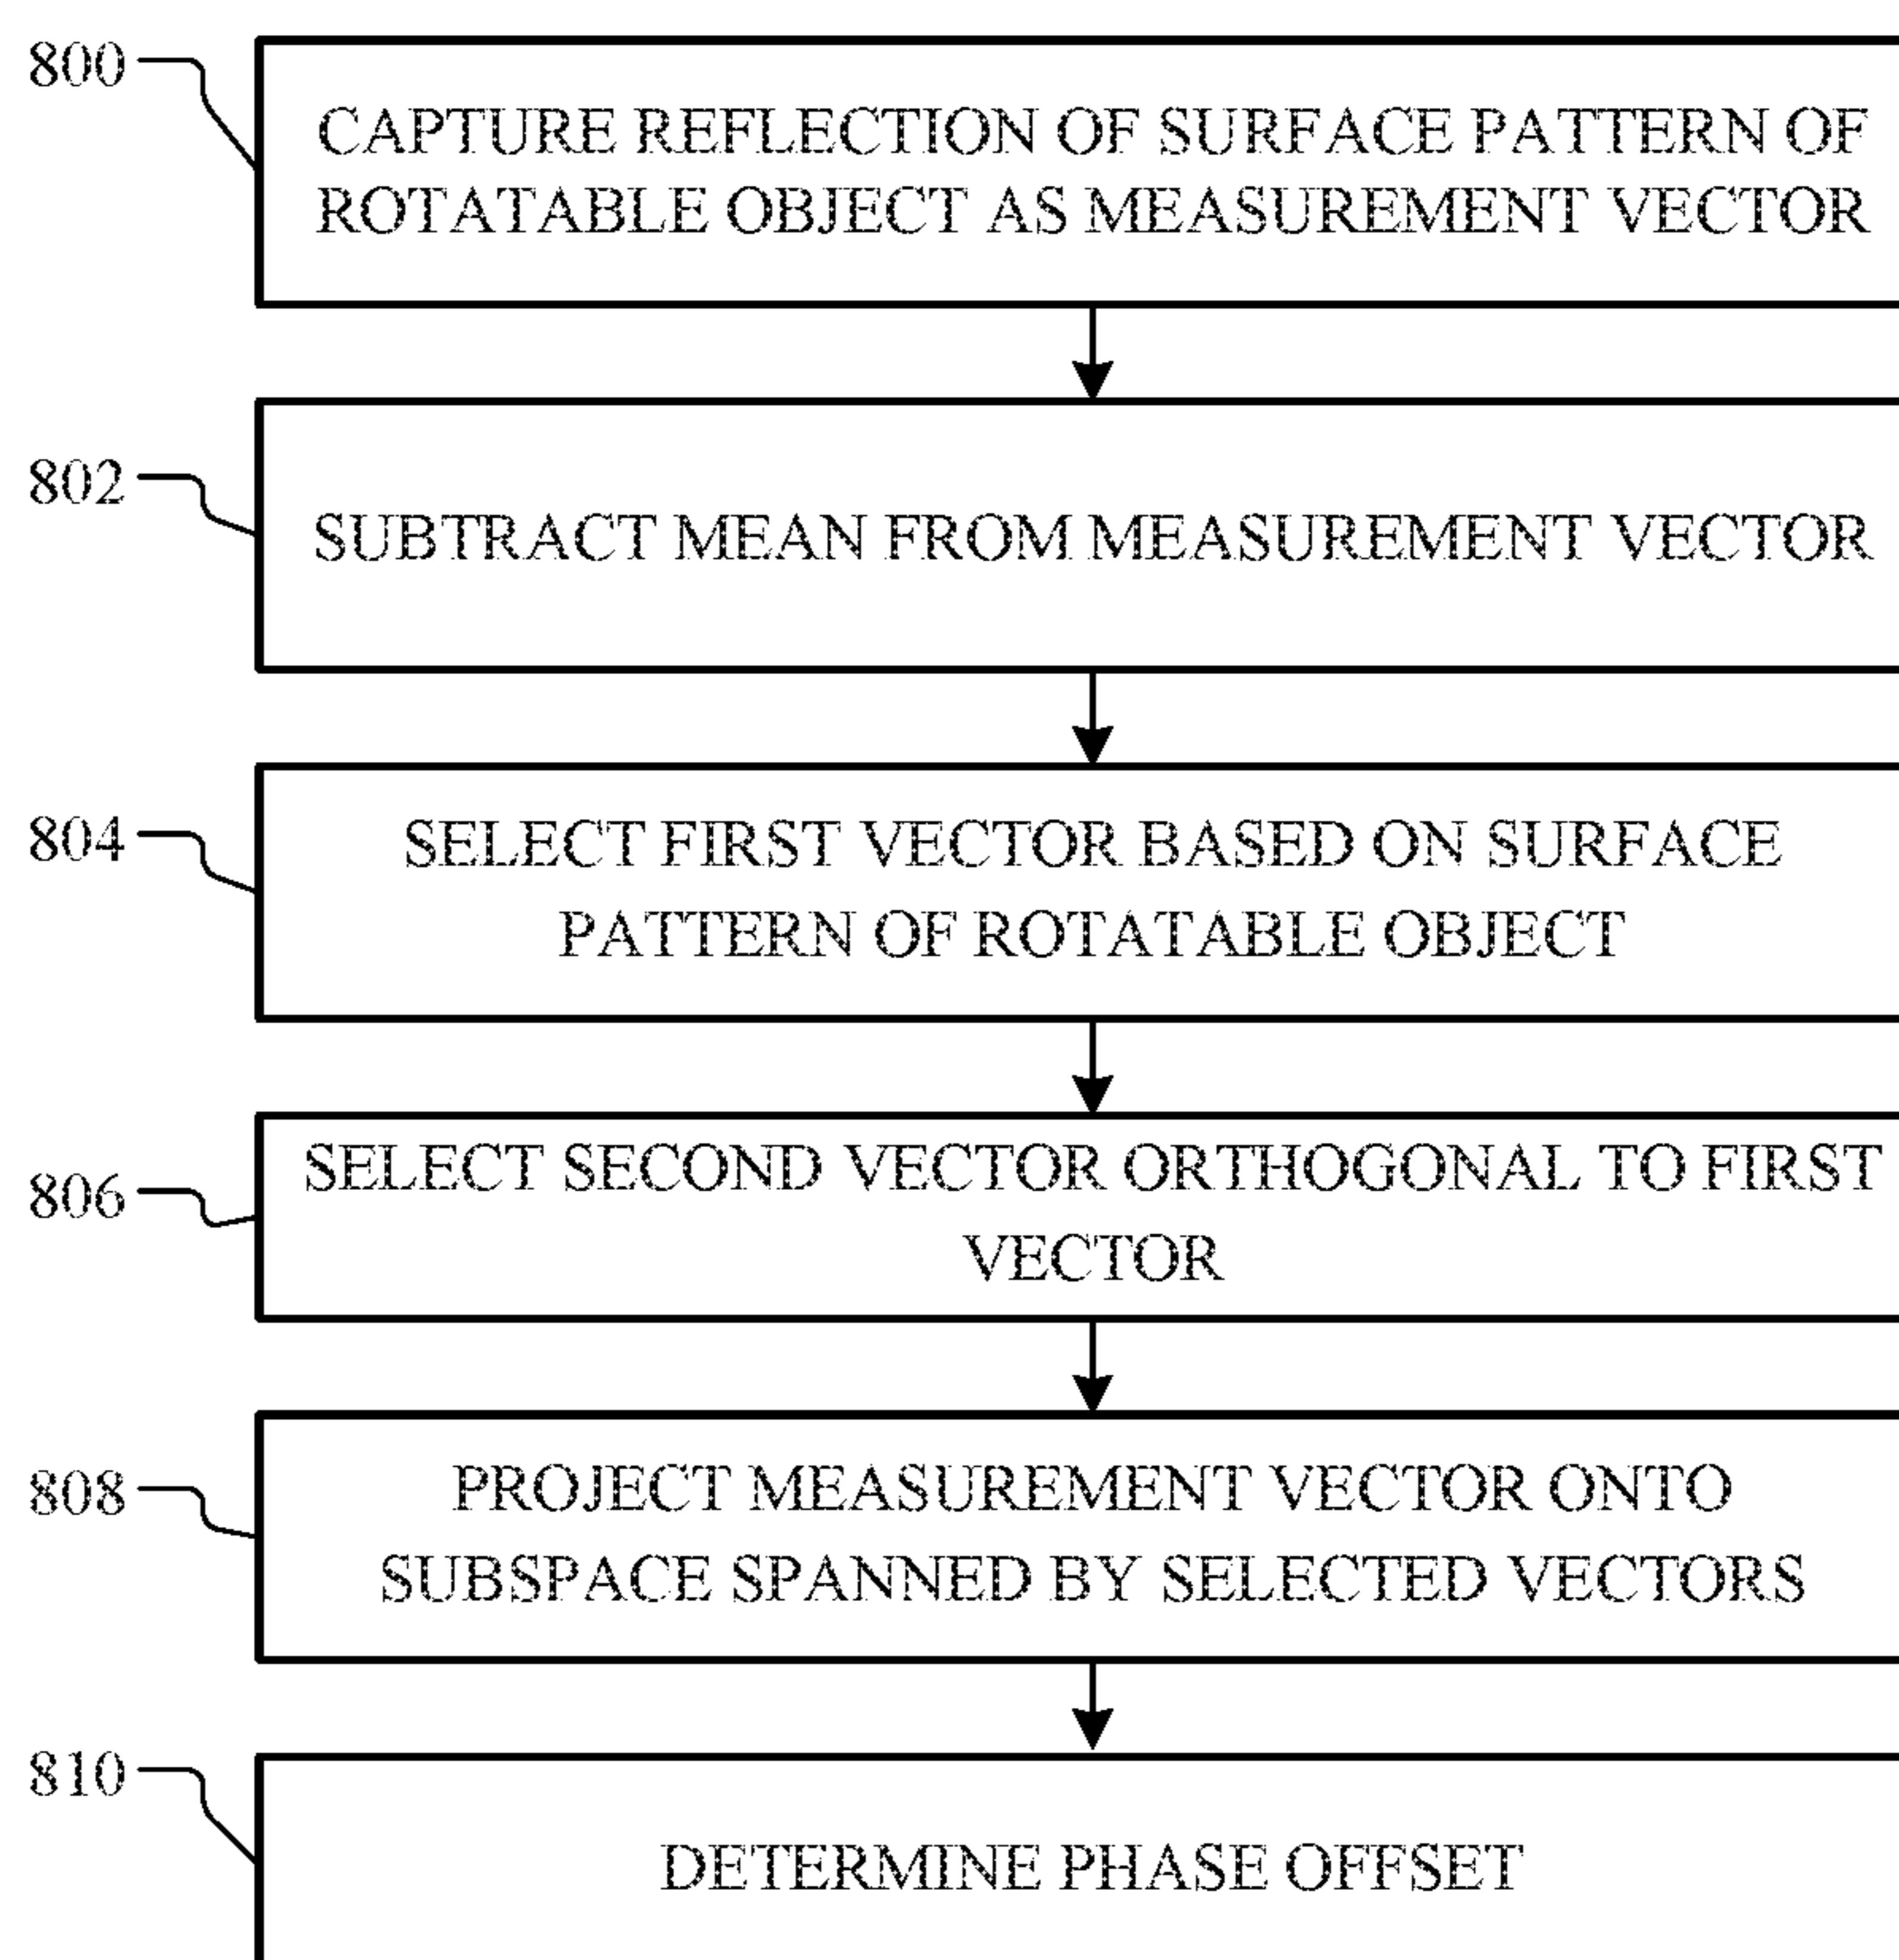 800
CAPTURE REFLECTION OF SURFACE PATTERN OF
ROTATABLE OBJECT AS MEASUREMENT VECTOR
802
SUBTRACT MEAN FROM MEASUREMENT VECTOR
804
SELECT FIRST VECTOR BASED ON SURFACE
PATTERN OF ROTATABLE OBJECT
806
SELECT SECOND VECTOR ORTHOGONAL TO FIRST
VECTOR
808
PROJECT MEASUREMENT VECTOR ONTO
SUBSPACE SPANNED BY SELECTED VECTORS
810
DETERMINE PHASE OFFSET